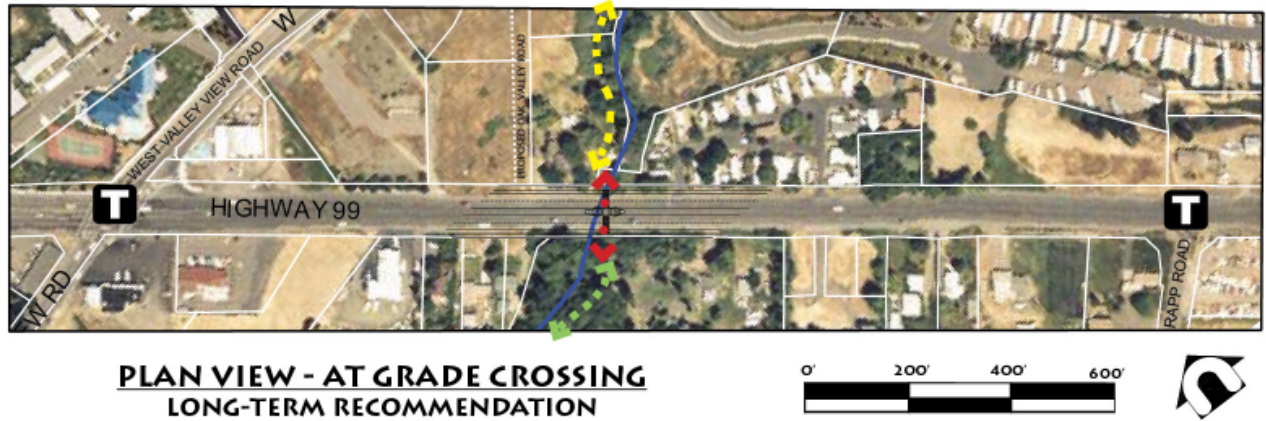 W
WEST VALLEY VIEW ROAD
PROPOSED OAK VALLEY ROAD
T
HIGHWAY 99
T
W RD
RAPP ROAD
PLAN VIEW - AT GRADE CROSSING
LONG-TERM RECOMMENDATION
0' 200' 400' 600'